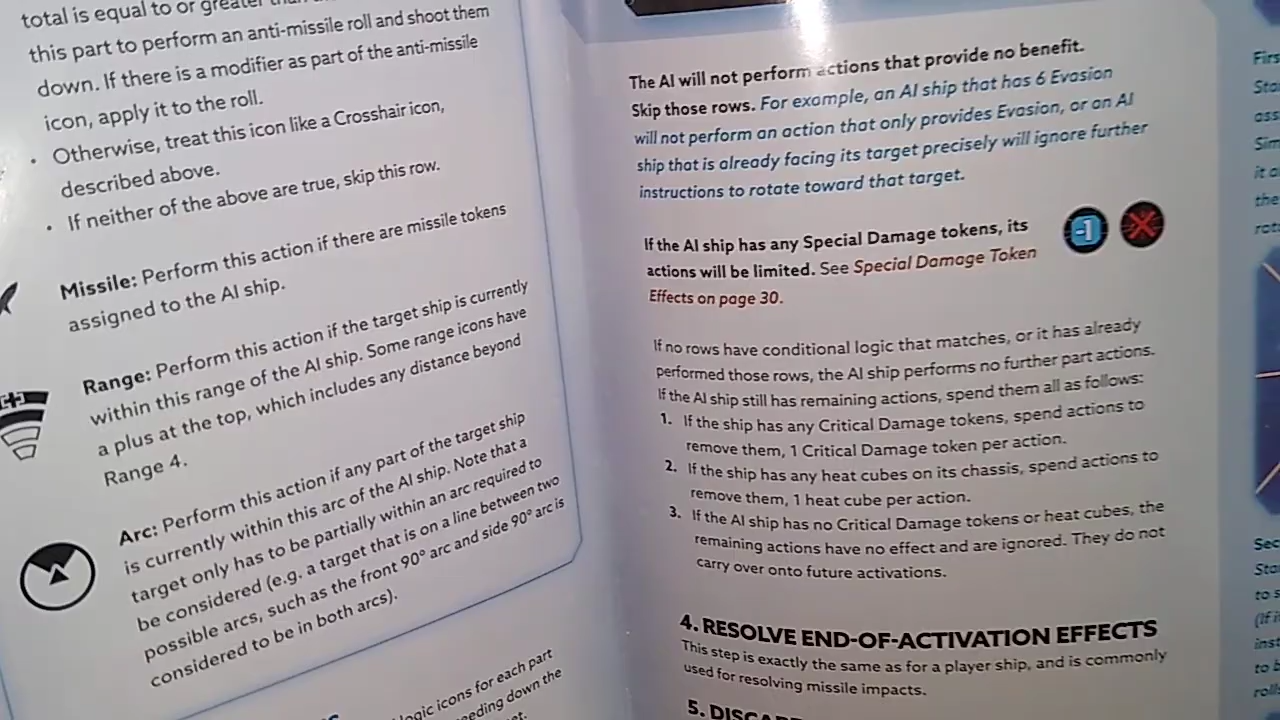 total is equal to or greater
this part to perform an anti-missile roll and shoot them
down. If there is a modifier as part of the anti-missile
icon, apply it to the roll.
• Otherwise, treat this icon like a Crosshair icon,
described above.
• If neither of the above are true, skip this row.
Missile: Perform this action if there are missile tokens
assigned to the AI ship.
Range: Perform this action if the target ship is currently
within this range of the AI ship. Some range icons have
a plus at the top, which includes any distance beyond
Range 4.
Arc: Perform this action if any part of the target ship
is currently within this arc of the AI ship. Note that a
target only has to be partially within an arc required to
be considered (e.g. a target that is on a line between two
possible arcs, such as the front 90° arc and side 90° arc is
considered to be in both arcs).
logic icons for each part
down the
The AI will not perform actions that provide no benefit.
Skip those rows. For example, an AI ship that has 6 Evasion
will not perform an action that only provides Evasion, or an AI
ship that is already facing its target precisely will ignore further
instructions to rotate toward that target.
If the AI ship has any Special Damage tokens, its
actions will be limited. See Special Damage Token
Effects on page 30.
-1
If no rows have conditional logic that matches, or it has already
performed those rows, the AI ship performs no further part actions.
If the AI ship still has remaining actions, spend them all as follows:
1. If the ship has any Critical Damage tokens, spend actions to
remove them, 1 Critical Damage token per action.
2. If the ship has any heat cubes on its chassis, spend actions to
remove them, 1 heat cube per action.
3. If the AI ship has no Critical Damage tokens or heat cubes, the
remaining actions have no effect and are ignored. They do not
carry over onto future activations.
4. RESOLVE END-OF-ACTIVATION EFFECTS
This step is exactly the same as for a player ship, and is commonly
used for resolving missile impacts.
5.